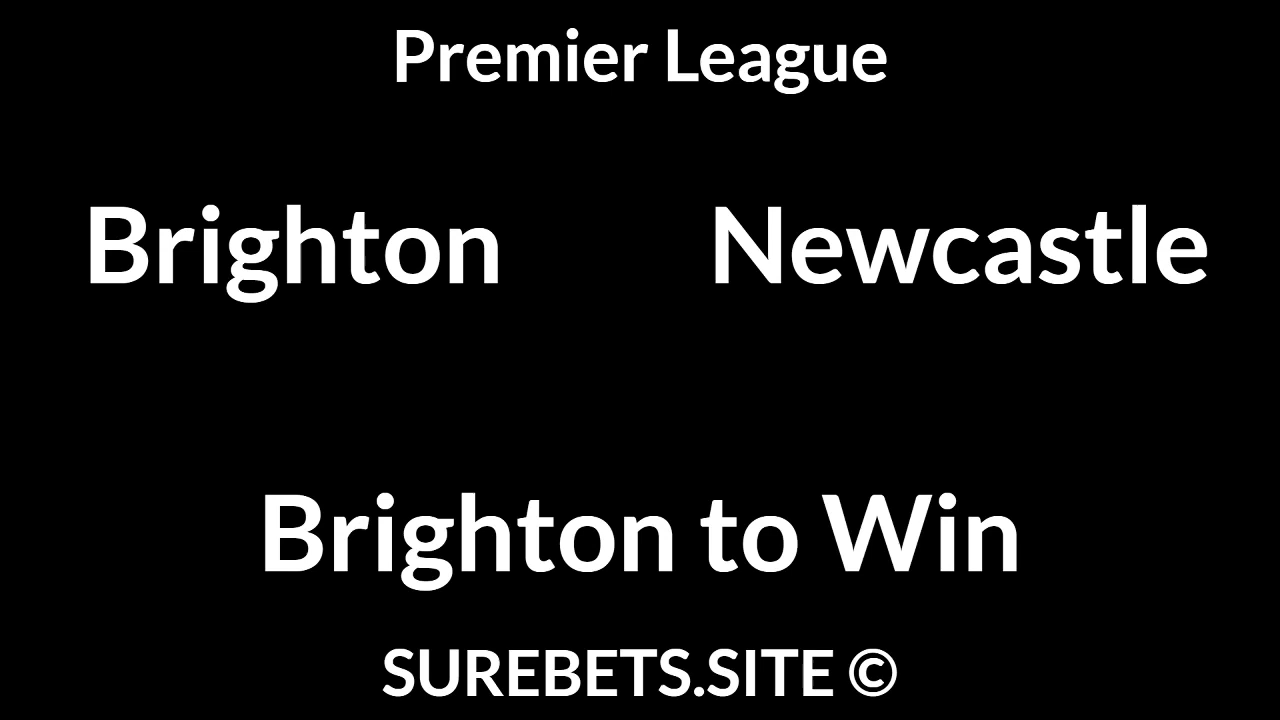 Premier League
Brighton Newcastle
Brighton to Win
SUREBETS.SITE ©